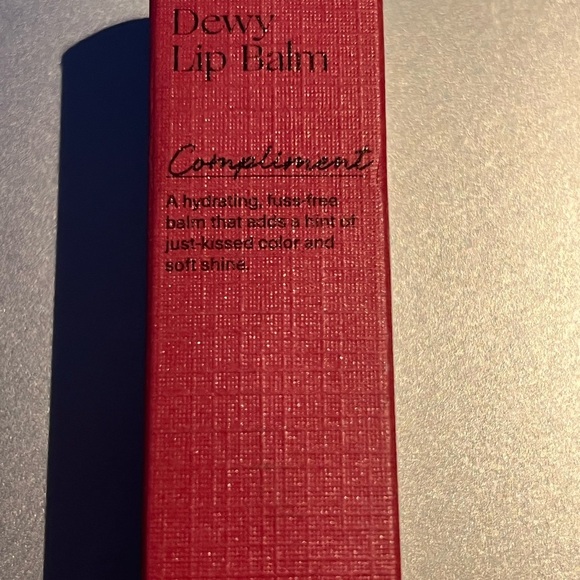 Dewy
Lip Balm
Compliment
A hydrating, fuss-free
balm that adds a hint of
just-kissed color and
soft shine.